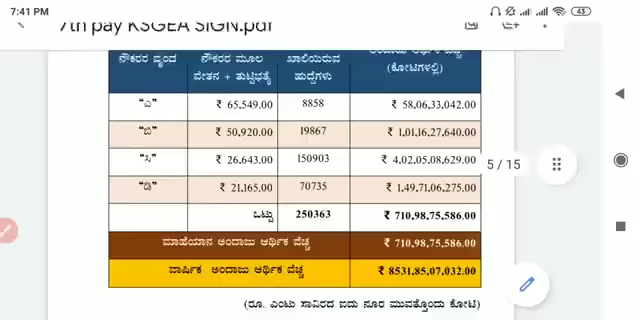 7:41 PM 43
7th pay KSGEA SIGN.pdf
ನೌಕರರ ವೃಂದ ನೌಕರರ ಮೂಲ ವೇತನ + ತುಟ್ಟಿಭತ್ಯೆ ಖಾಲಿಯಿರುವ ಹುದ್ದೆಗಳು ಅಂದಾಜು ಆರ್ಥಿಕ ವೆಚ್ಚ (ಕೋಟಿಗಳಲ್ಲಿ)
"ಎ" ₹ 65,549.00 8858 ₹ 58,06,33,042.00
"ಬಿ" ₹ 50,920.00 19867 ₹ 1,01,16,27,640.00
"ಸಿ" ₹ 26,643.00 150903 ₹ 4,02,05,08,629.00
5 / 15
"ಡಿ" ₹ 21,165.00 70735 ₹ 1,49,71,06,275.00
ಒಟ್ಟು 250363 ₹ 710,98,75,586.00
ಮಾಹೆಯಾನ ಅಂದಾಜು ಆರ್ಥಿಕ ವೆಚ್ಚ ₹ 710,98,75,586.00
ವಾರ್ಷಿಕ ಅಂದಾಜು ಆರ್ಥಿಕ ವೆಚ್ಚ ₹ 8531,85,07,032.00
(ರೂ. ಎಂಟು ಸಾವಿರದ ಐದು ನೂರ ಮುವತ್ತೊಂದು ಕೋಟಿ)